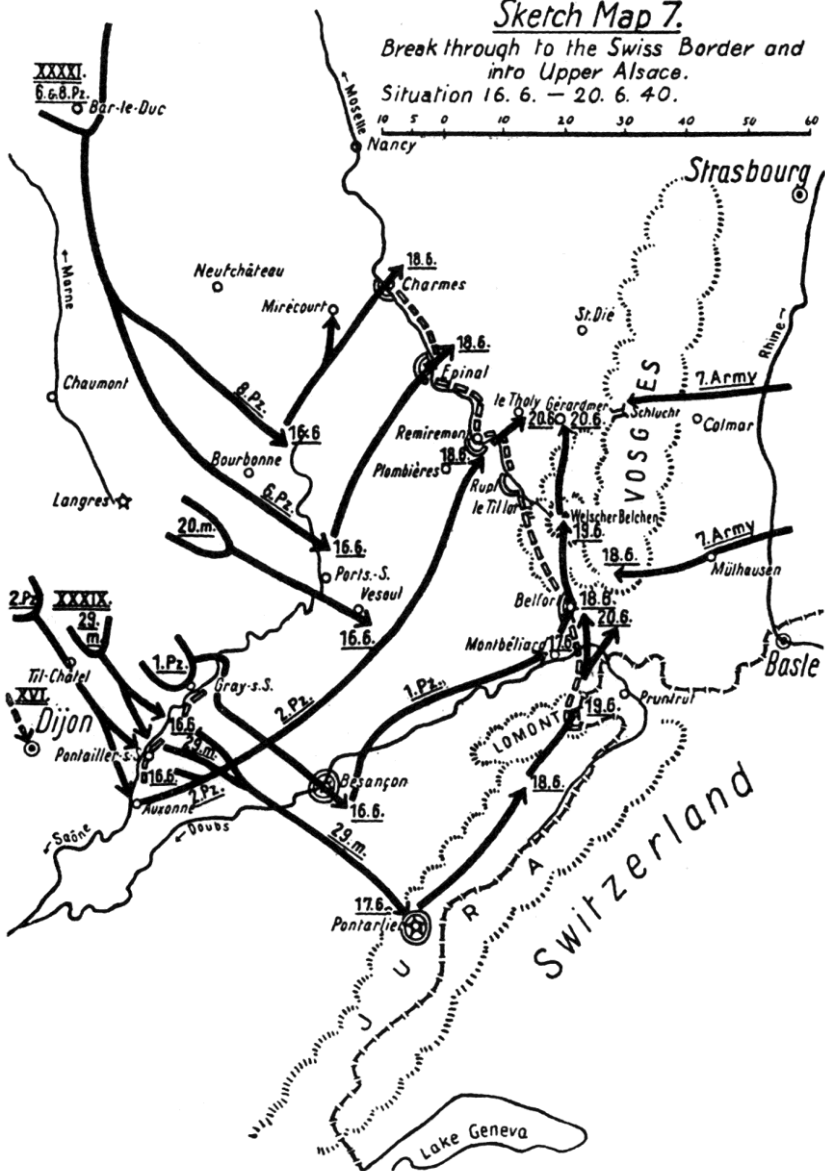 Sketch Map 7.
Break through to the Swiss Border and
into Upper Alsace.
Situation 16. 6. — 20. 6. 40.
10 5 0 10 20 30 40 50 60
XXXXI.
6.&8.Pz.
Bar-le-Duc
←Moselle
Nancy
Strasbourg
←Marne
Neufchâteau
18.6.
Charmes
Mirécourt
St.Dié
Rhine→
18.6.
Épinal
Chaumont
8.Pz.
le Tholy
Gérardmer
20.6.
20.6.
Schlucht
7.Army
Colmar
VOSGES
16.6
Remiremon
18.6.
Bourbonne
Plombières
Rupt
le Tillot
Langres
6.Pz.
20.m.
16.6.
Welscher Belchen
19.6.
7.Army
18.6.
Mülhausen
Ports.-S.
Vesoul
16.6.
Belfort
18.6.
20.6.
2.Pz
XXXIX.
29.
m.
1.Pz.
17.6.
Montbéliard
Basle
Til-Châtel
Gray-s.S.
1.Pz.
2.Pz.
Pruntrut
19.6.
LOMONT
XVI.
Dijon
16.6.
Pontailler-s.S.
29.m.
16.6.
Besançon
2.Pz.
16.6.
18.6.
Auxonne
←Saône
←Doubs
29.m.
17.6.
Pontarlier
JURA
Switzerland
Lake Geneva